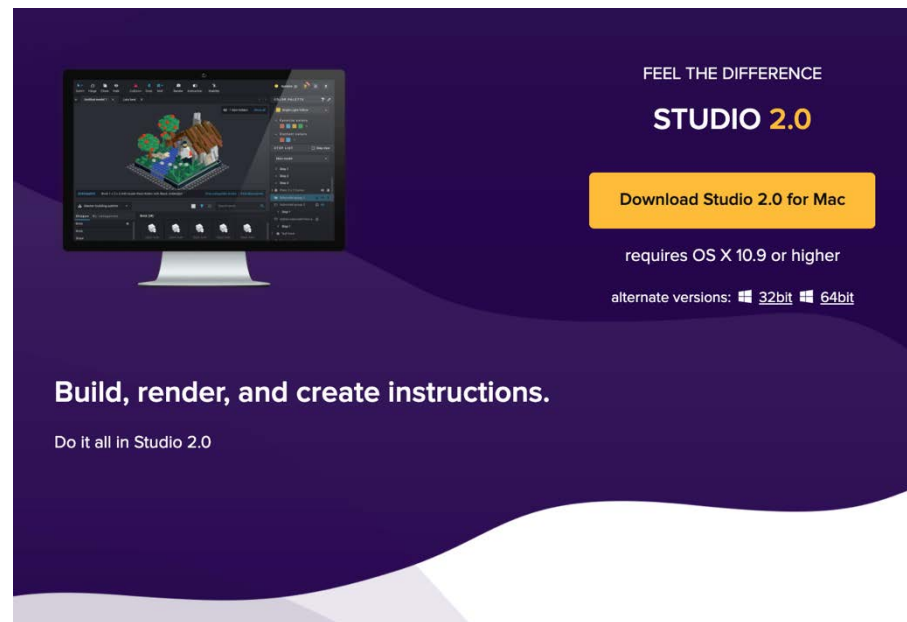 FEEL THE DIFFERENCE
STUDIO 2.0
Download Studio 2.0 for Mac
requires OS X 10.9 or higher
alternate versions: 32bit 64bit
Build, render, and create instructions.
Do it all in Studio 2.0